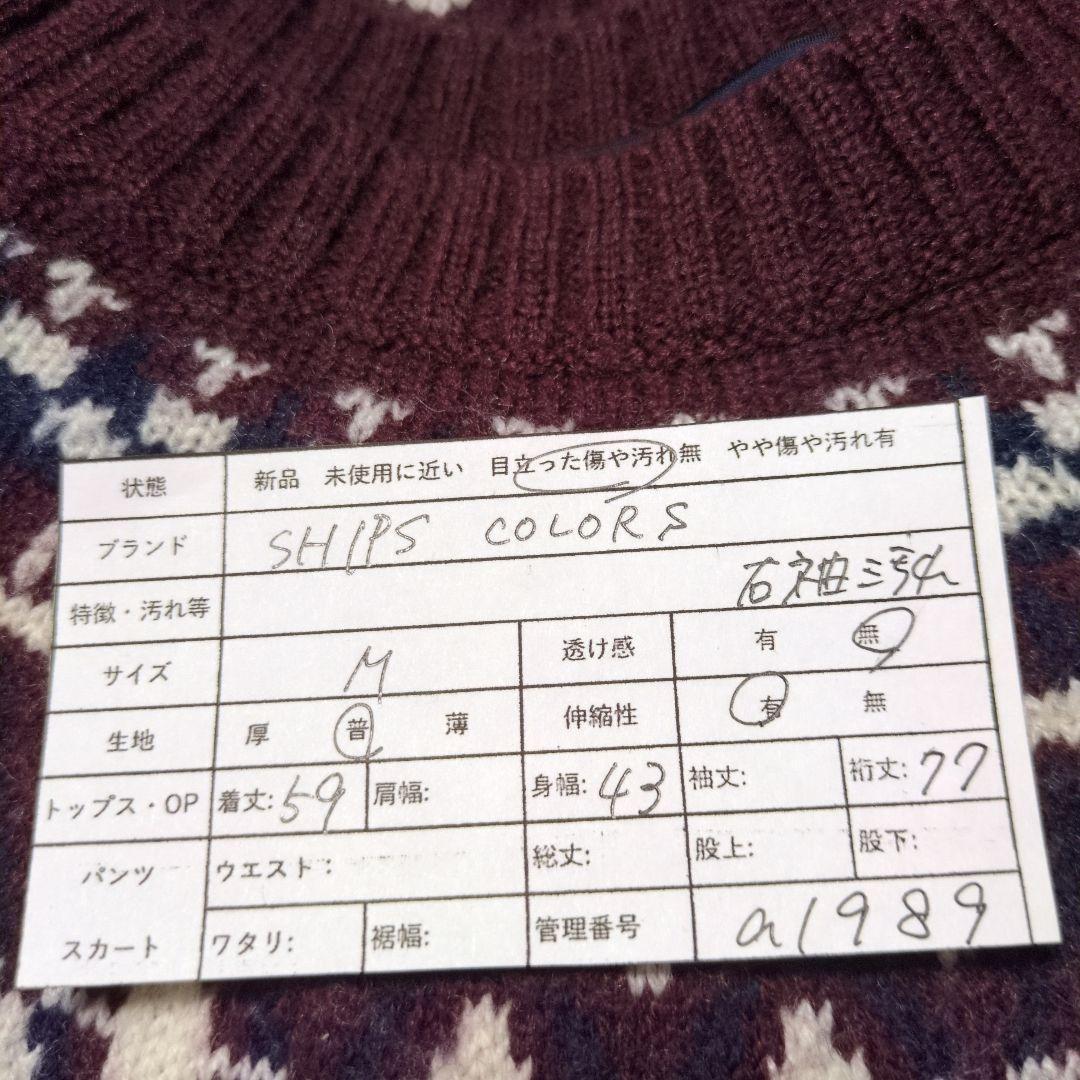 状態 新品 未使用に近い 目立った傷や汚れ無 やや傷や汚れ有
ブランド SHIPS COLORS
特徴・汚れ等 右袖ニ汚れ
サイズ M 透け感 有 無
生地 厚 普 薄 伸縮性 有 無
トップス・OP 着丈:59 肩幅: 身幅:43 袖丈: 裄丈:77
パンツ ウエスト: 総丈: 股上: 股下:
スカート ワタリ: 裾幅: 管理番号 a1989